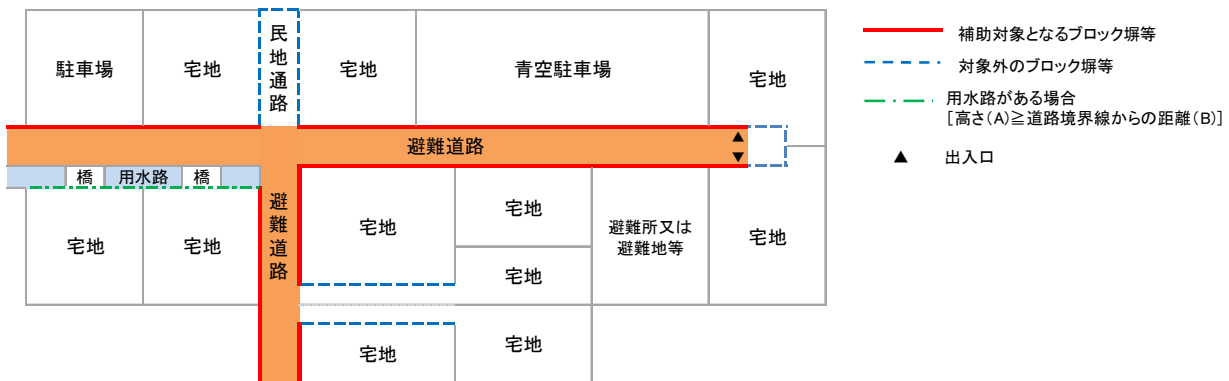 民地通路
駐車場
宅地
宅地
青空駐車場
宅地
避難道路
橋
用水路
橋
避難道路
宅地
宅地
宅地
宅地
避難所又は
避難地等
宅地
宅地
宅地
宅地
補助対象となるブロック塀等
対象外のブロック塀等
用水路がある場合
[高さ(A)≧道路境界線からの距離(B)]
▲ 出入口